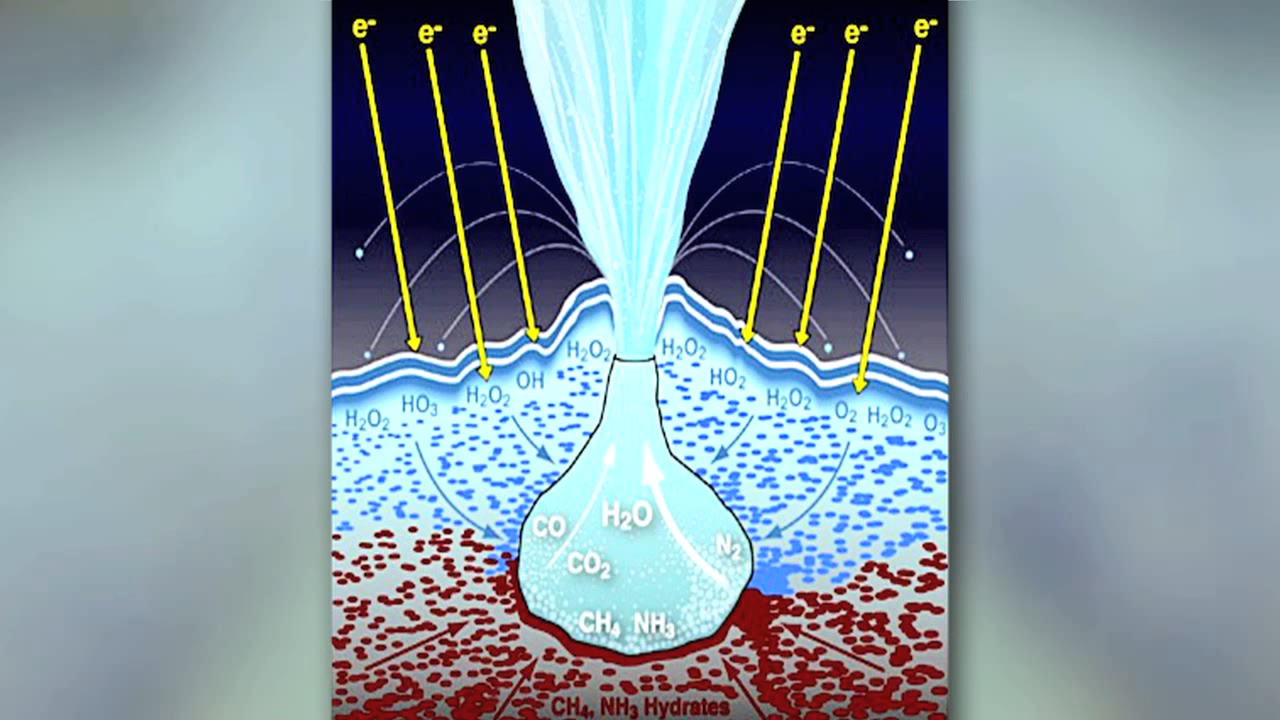 e⁻ e⁻ e⁻ e⁻ e⁻ e⁻
H₂O₂ H₂O₂
OH HO₂
H₂O₂ H₂O₂
HO₃ O₂ H₂O₂
H₂O₂ O₃
H₂O
CO
N₂
CO₂
CH₄ NH₃
CH₄, NH₃ Hydrates